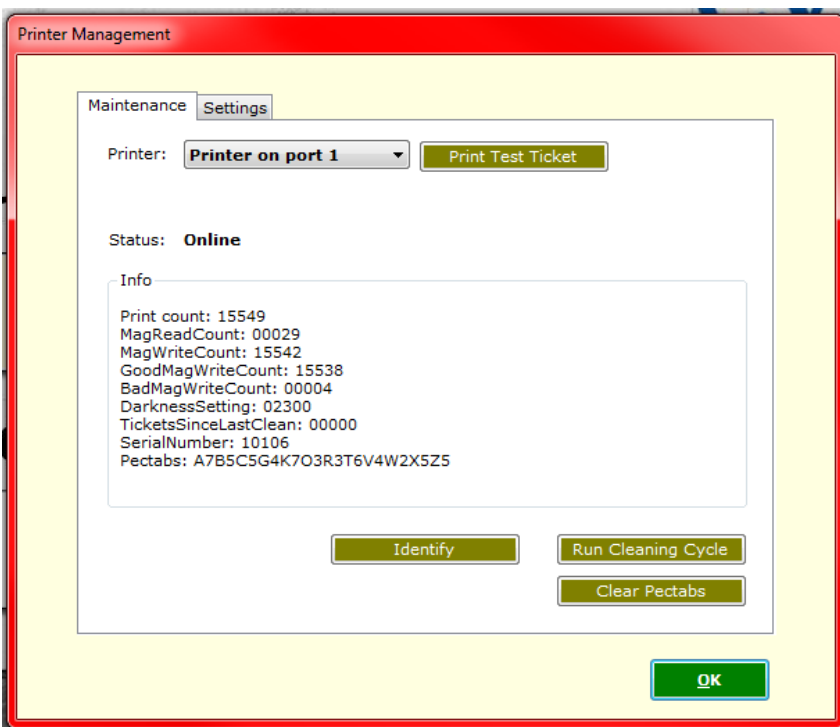 Printer Management
Maintenance Settings
Printer: Printer on port 1 Print Test Ticket
Status: Online
Info
Print count: 15549
MagReadCount: 00029
MagWriteCount: 15542
GoodMagWriteCount: 15538
BadMagWriteCount: 00004
DarknessSetting: 02300
TicketsSinceLastClean: 00000
SerialNumber: 10106
Pectabs: A7B5C5G4K7O3R3T6V4W2X5Z5
Identify Run Cleaning Cycle
Clear Pectabs
OK